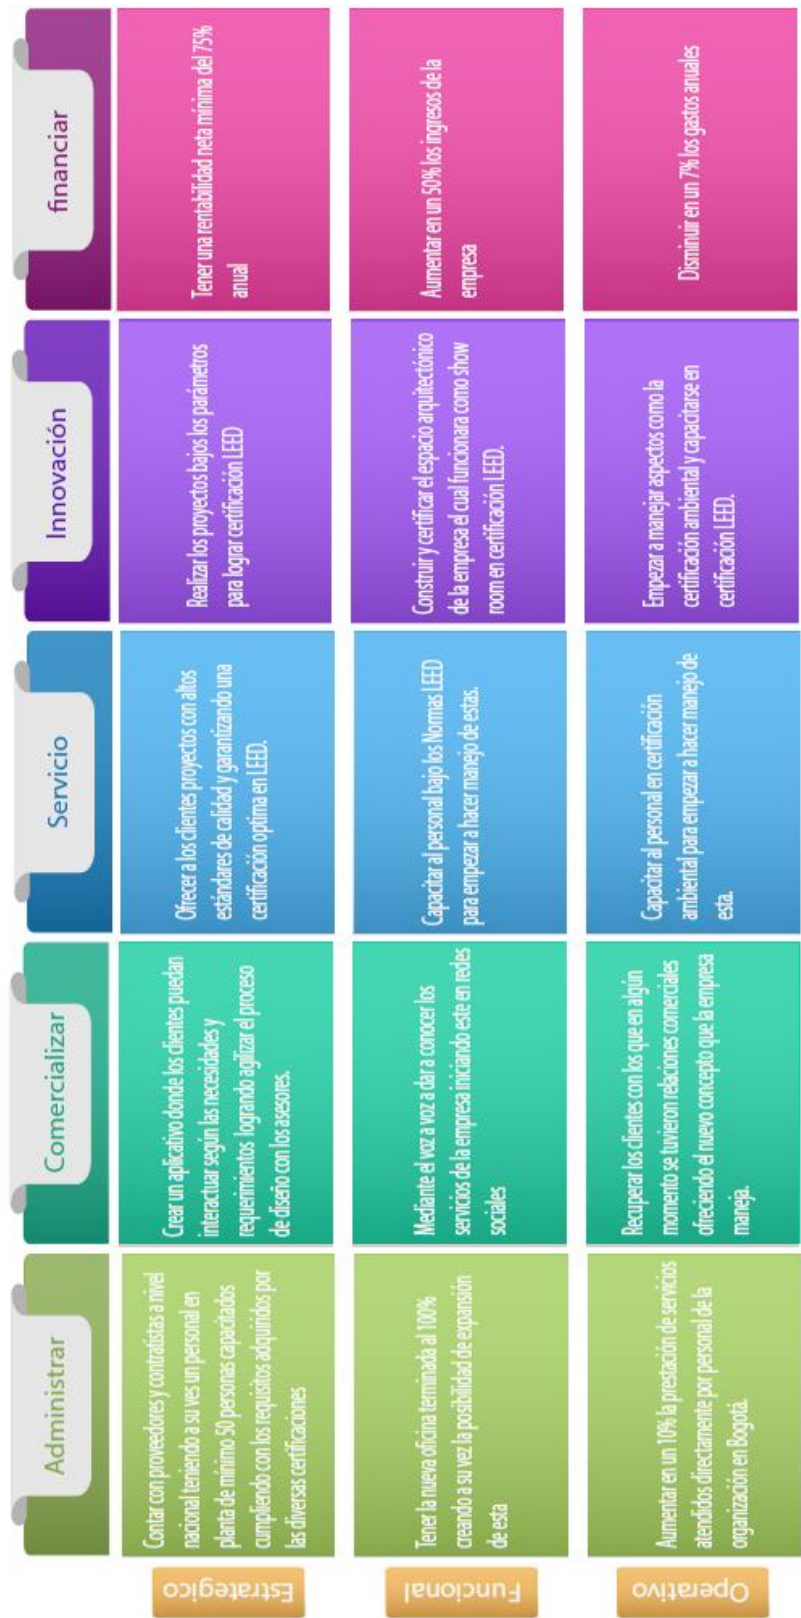 Administrar
Comercializar
Servicio
Innovación
financiar
Estrategico
Contar con proveedores y contratistas a nivel
nacional teniendo a su ves un personal en
planta de mínimo 50 personas capacitados
cumpliendo con los requisitos adquiridos por
las diversas certificaciones
Crear un aplicativo donde los clientes puedan
interactuar según las necesidades y
requerimientos logrando agilizar el proceso
de diseño con los asesores.
Ofrecer a los clientes proyectos con altos
estándares de calidad y garantizando una
certificación optima en LEED.
Realizar los proyectos bajos los parámetros
para lograr certificación LEED
Tener una rentabilidad neta mínima del 75%
anual
Funcional
Tener la nueva oficina terminada al 100%
creando a su vez la posibilidad de expansión
de esta
Mediante el voz a voz a dar a conocer los
servicios de la empresa iniciando este en redes
sociales
Capacitar al personal bajo los Normas LEED
para empezar a hacer manejo de estas.
Construir y certificar el espacio arquitectónico
de la empresa el cual funcionara como show
room en certificación LEED.
Aumentar en un 50% los ingresos de la
empresa
Operativo
Aumentar en un 10% la prestación de servicios
atendidos directamente por personal de la
organización en Bogotá.
Recuperar los clientes con los que en algún
momento se tuvieron relaciones comerciales
ofreciendo el nuevo concepto que la empresa
maneja.
Capacitar al personal en certificación
ambiental para empezar a hacer manejo de
esta.
Empezar a manejar aspectos como la
certificación ambiental y capacitarse en
certificación LEED.
Disminuir en un 7% los gastos anuales